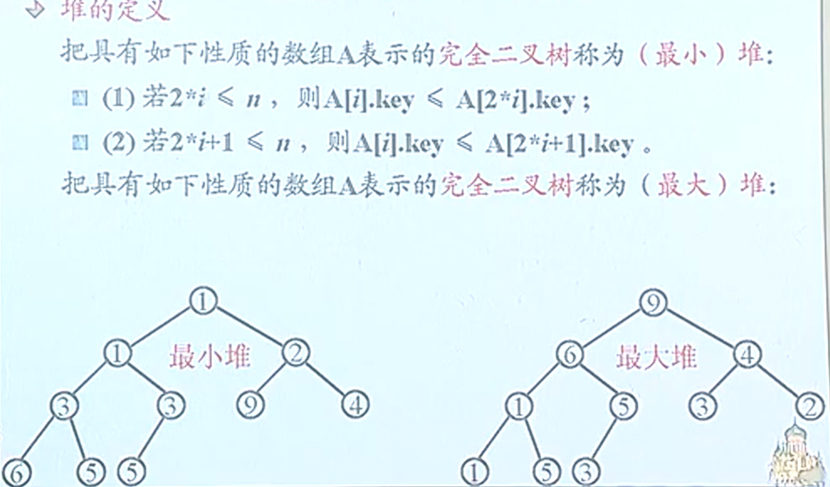 堆的定义
把具有如下性质的数组A表示的完全二叉树称为（最小）堆：
(1) 若2*i ≤ n ，则A[i].key ≤ A[2*i].key ;
(2) 若2*i+1 ≤ n ，则A[i].key ≤ A[2*i+1].key 。
把具有如下性质的数组A表示的完全二叉树称为（最大）堆：
1
1 最小堆 2
3 3 9 4
6 5 5
9
6 最大堆 4
1 5 3 2
1 5 3